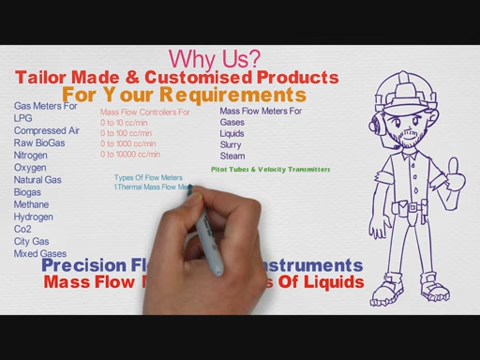 Why Us?
Tailor Made & Customised Products
For Your Requirements
Gas Meters For
LPG
Compressed Air
Raw BioGas
Nitrogen
Oxygen
Natural Gas
Biogas
Methane
Hydrogen
Co2
City Gas
Mixed Gases
Mass Flow Controllers For
0 to 10 cc/min
0 to 100 cc/min
0 to 1000 cc/min
0 to 10000 cc/min
Mass Flow Meters For
Gases
Liquids
Slurry
Steam
Pitot Tubes & Velocity Transmitters
Types Of Flow Meters
1Thermal Mass Flow
Precision
Mass Flow Of Liquids